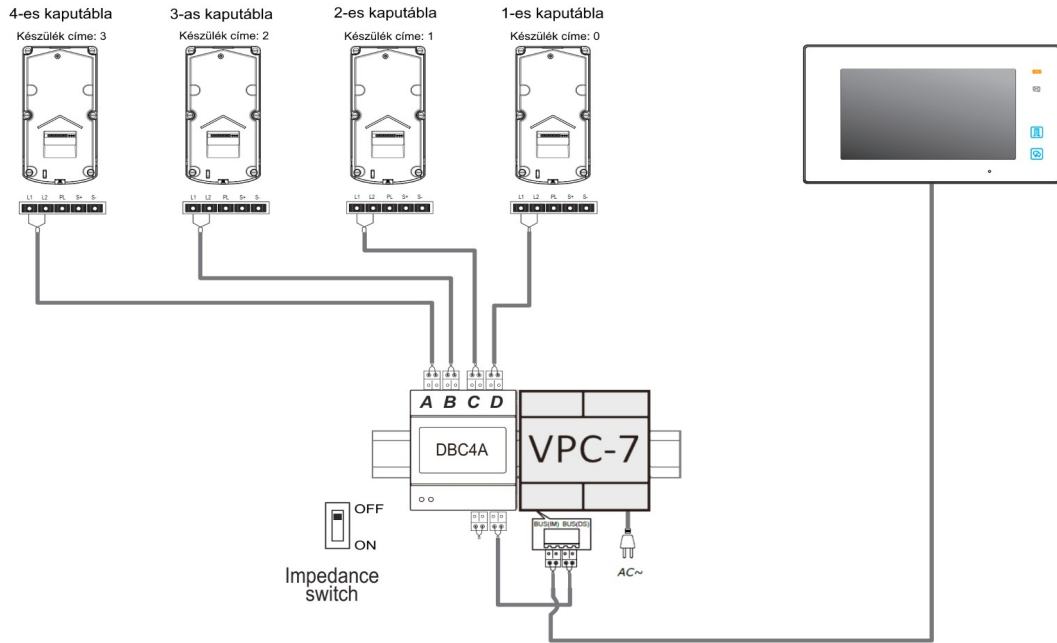 4-es kaputábla
Készülék címe: 3
3-as kaputábla
Készülék címe: 2
2-es kaputábla
Készülék címe: 1
1-es kaputábla
Készülék címe: 0
L1 L2 PL S+ S-
L1 L2 PL S+ S-
L1 L2 PL S+ S-
L1 L2 PL S+ S-
A B C D
DBC4A
VPC-7
OFF
ON
Impedance
switch
BUS(IM) BUS(DS)
AC~